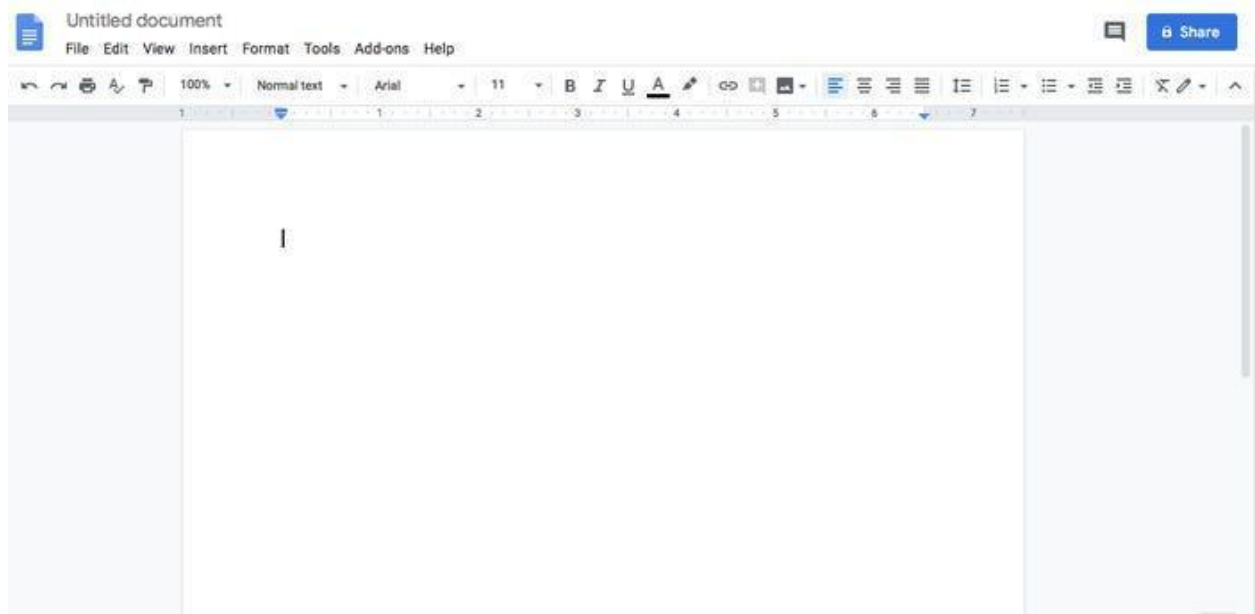 Untitled document
File Edit View Insert Format Tools Add-ons Help
Share
100% Normal text Arial 11 B I U A
1 1 2 3 4 5 6 7